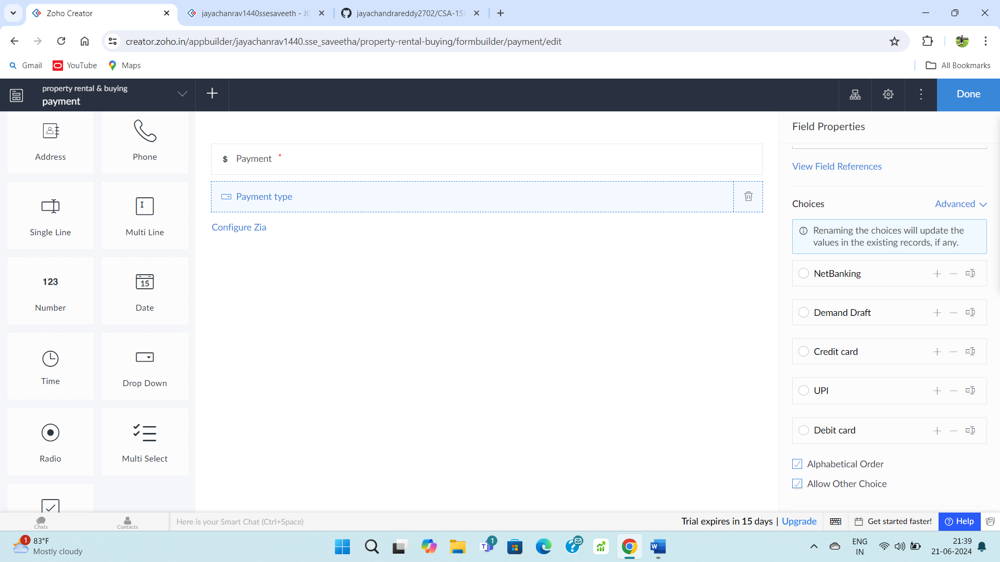 Zoho Creator
jayachanrav1440ssesaveeth - JC
jayachandrareddy2702/CSA-158
creator.zoho.in/appbuilder/jayachanrav1440.sse_saveetha/property-rental-buying/formbuilder/payment/edit
Gmail
YouTube
Maps
All Bookmarks
property rental & buying
payment
Done
Address
Phone
Single Line
Multi Line
123
Number
15
Date
Time
Drop Down
Radio
Multi Select
$ Payment *
Payment type
Configure Zia
Field Properties
View Field References
Choices
Advanced
Renaming the choices will update the
values in the existing records, if any.
NetBanking
Demand Draft
Credit card
UPI
Debit card
Alphabetical Order
Allow Other Choice
Chats
Contacts
Here is your Smart Chat (Ctrl+Space)
Trial expires in 15 days | Upgrade
Get started faster!
Help
1
83°F
Mostly cloudy
1
ENG
IN
21:39
21-06-2024